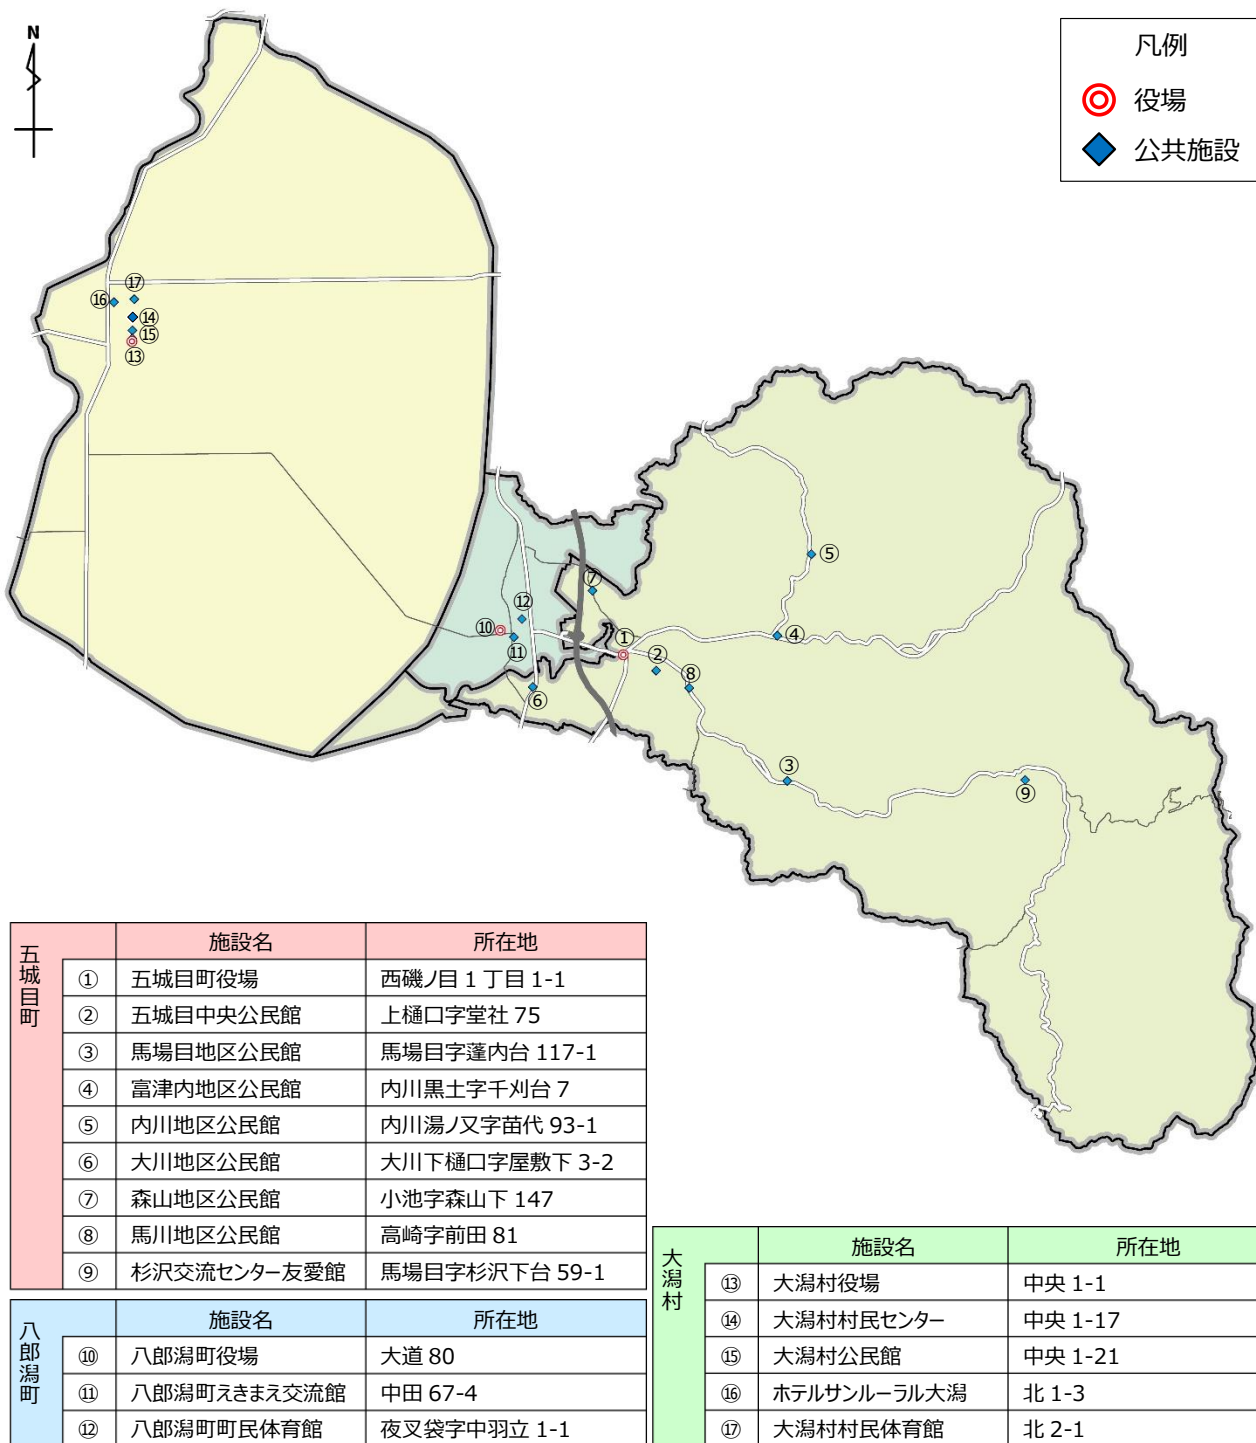 N
凡例
役場
公共施設
⑰
⑯
⑭
⑮
⑬
⑤
⑦
⑫
⑩
①
④
⑪
②
⑧
⑥
③
⑨
五城目町
施設名 所在地
① 五城目町役場 西磯ノ目 1 丁目 1-1
② 五城目中央公民館 上樋口字堂社 75
③ 馬場目地区公民館 馬場目字蓬内台 117-1
④ 富津内地区公民館 内川黒土字千刈台 7
⑤ 内川地区公民館 内川湯ノ又字苗代 93-1
⑥ 大川地区公民館 大川下樋口字屋敷下 3-2
⑦ 森山地区公民館 小池字森山下 147
⑧ 馬川地区公民館 高崎字前田 81
⑨ 杉沢交流センター友愛館 馬場目字杉沢下台 59-1
八郎潟町
施設名 所在地
⑩ 八郎潟町役場 大道 80
⑪ 八郎潟町えきまえ交流館 中田 67-4
⑫ 八郎潟町町民体育館 夜叉袋字中羽立 1-1
大潟村
施設名 所在地
⑬ 大潟村役場 中央 1-1
⑭ 大潟村村民センター 中央 1-17
⑮ 大潟村公民館 中央 1-21
⑯ ホテルサンルーラル大潟 北 1-3
⑰ 大潟村村民体育館 北 2-1